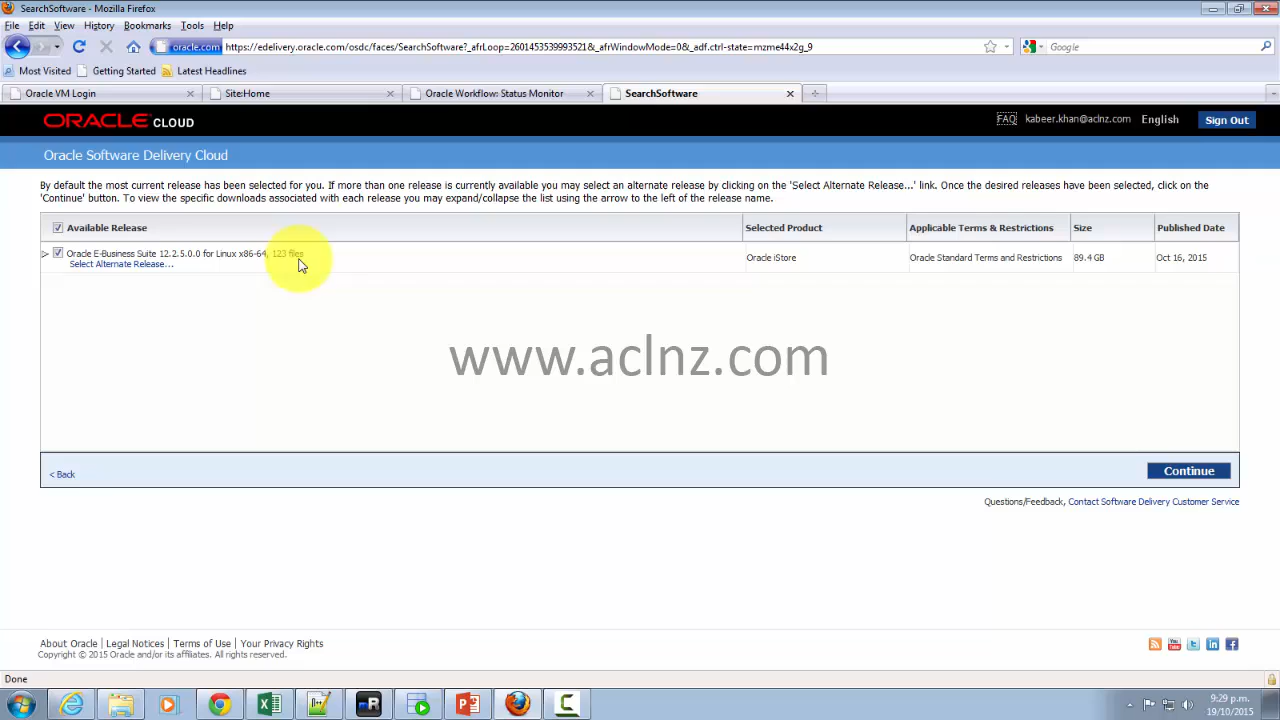 SearchSoftware - Mozilla Firefox
File Edit View History Bookmarks Tools Help
oracle.com https://edelivery.oracle.com/osdc/faces/SearchSoftware?_afrLoop=2601453539993521&_afrWindowMode=0&_adf.ctrl-state=mzme44x2g_9
Google
Most Visited Getting Started Latest Headlines
Oracle VM Login Site:Home Oracle Workflow: Status Monitor SearchSoftware
ORACLE CLOUD FAQ kabeer.khan@aclnz.com English Sign Out
Oracle Software Delivery Cloud
By default the most current release has been selected for you. If more than one release is currently available you may select an alternate release by clicking on the 'Select Alternate Release...' link. Once the desired releases have been selected, click on the
'Continue' button. To view the specific downloads associated with each release you may expand/collapse the list using the arrow to the left of the release name.
Available Release Selected Product Applicable Terms & Restrictions Size Published Date
Oracle E-Business Suite 12.2.5.0.0 for Linux x86-64, 123 files Oracle iStore Oracle Standard Terms and Restrictions 89.4 GB Oct 16, 2015
Select Alternate Release...
www.aclnz.com
< Back Continue
Questions/Feedback, Contact Software Delivery Customer Service
About Oracle | Legal Notices | Terms of Use | Your Privacy Rights
Copyright © 2015 Oracle and/or its affiliates. All rights reserved.
Done
9:29 p.m.
19/10/2015